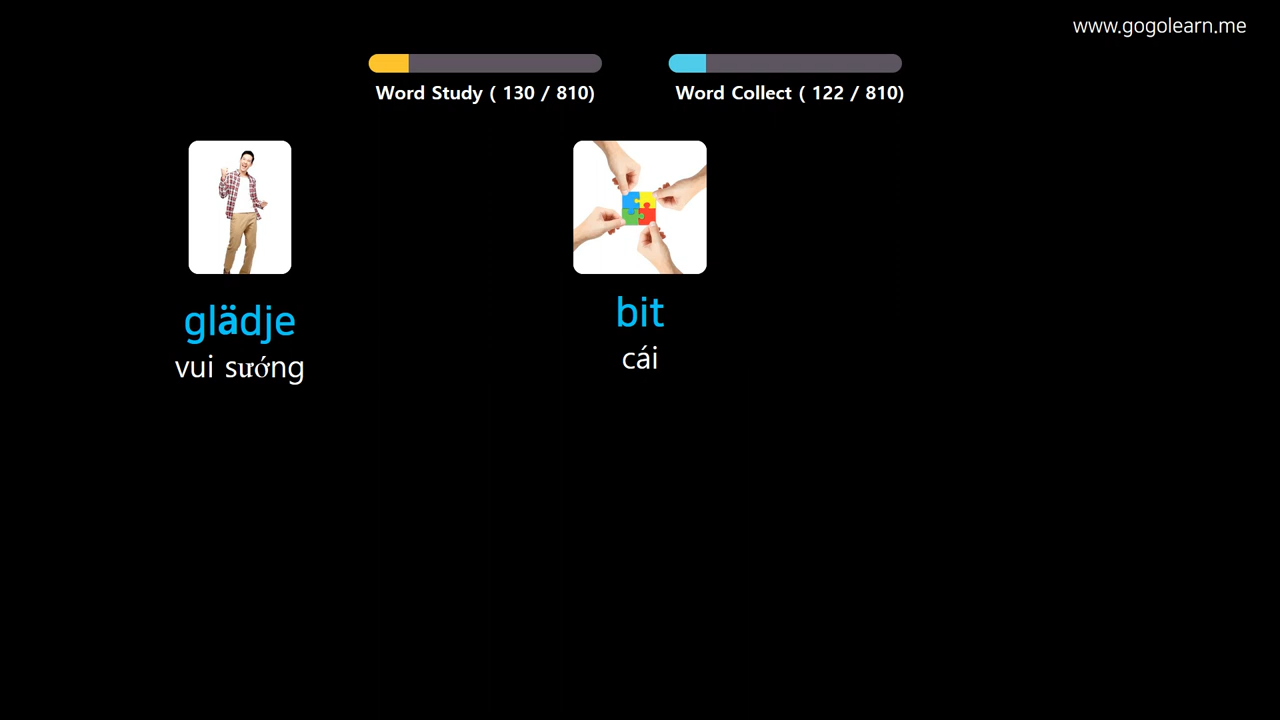 www.gogolearn.me
Word Study ( 130 / 810)
Word Collect ( 122 / 810)
glädje
vui sướng
bit
cái